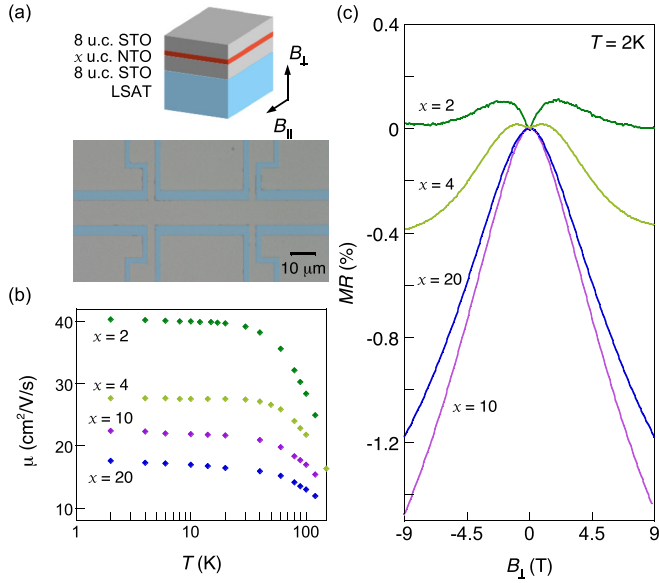 (a)
8 u.c. STO
x u.c. NTO
8 u.c. STO
LSAT
B⊥
B||
10 μm
(b)
μ (cm²/V/s)
40
30
20
10
x = 2
x = 4
x = 10
x = 20
1
10
100
T (K)
(c)
T = 2K
MR (%)
0
-0.4
-0.8
-1.2
x = 2
x = 4
x = 20
x = 10
-9
-4.5
0
4.5
9
B⊥ (T)